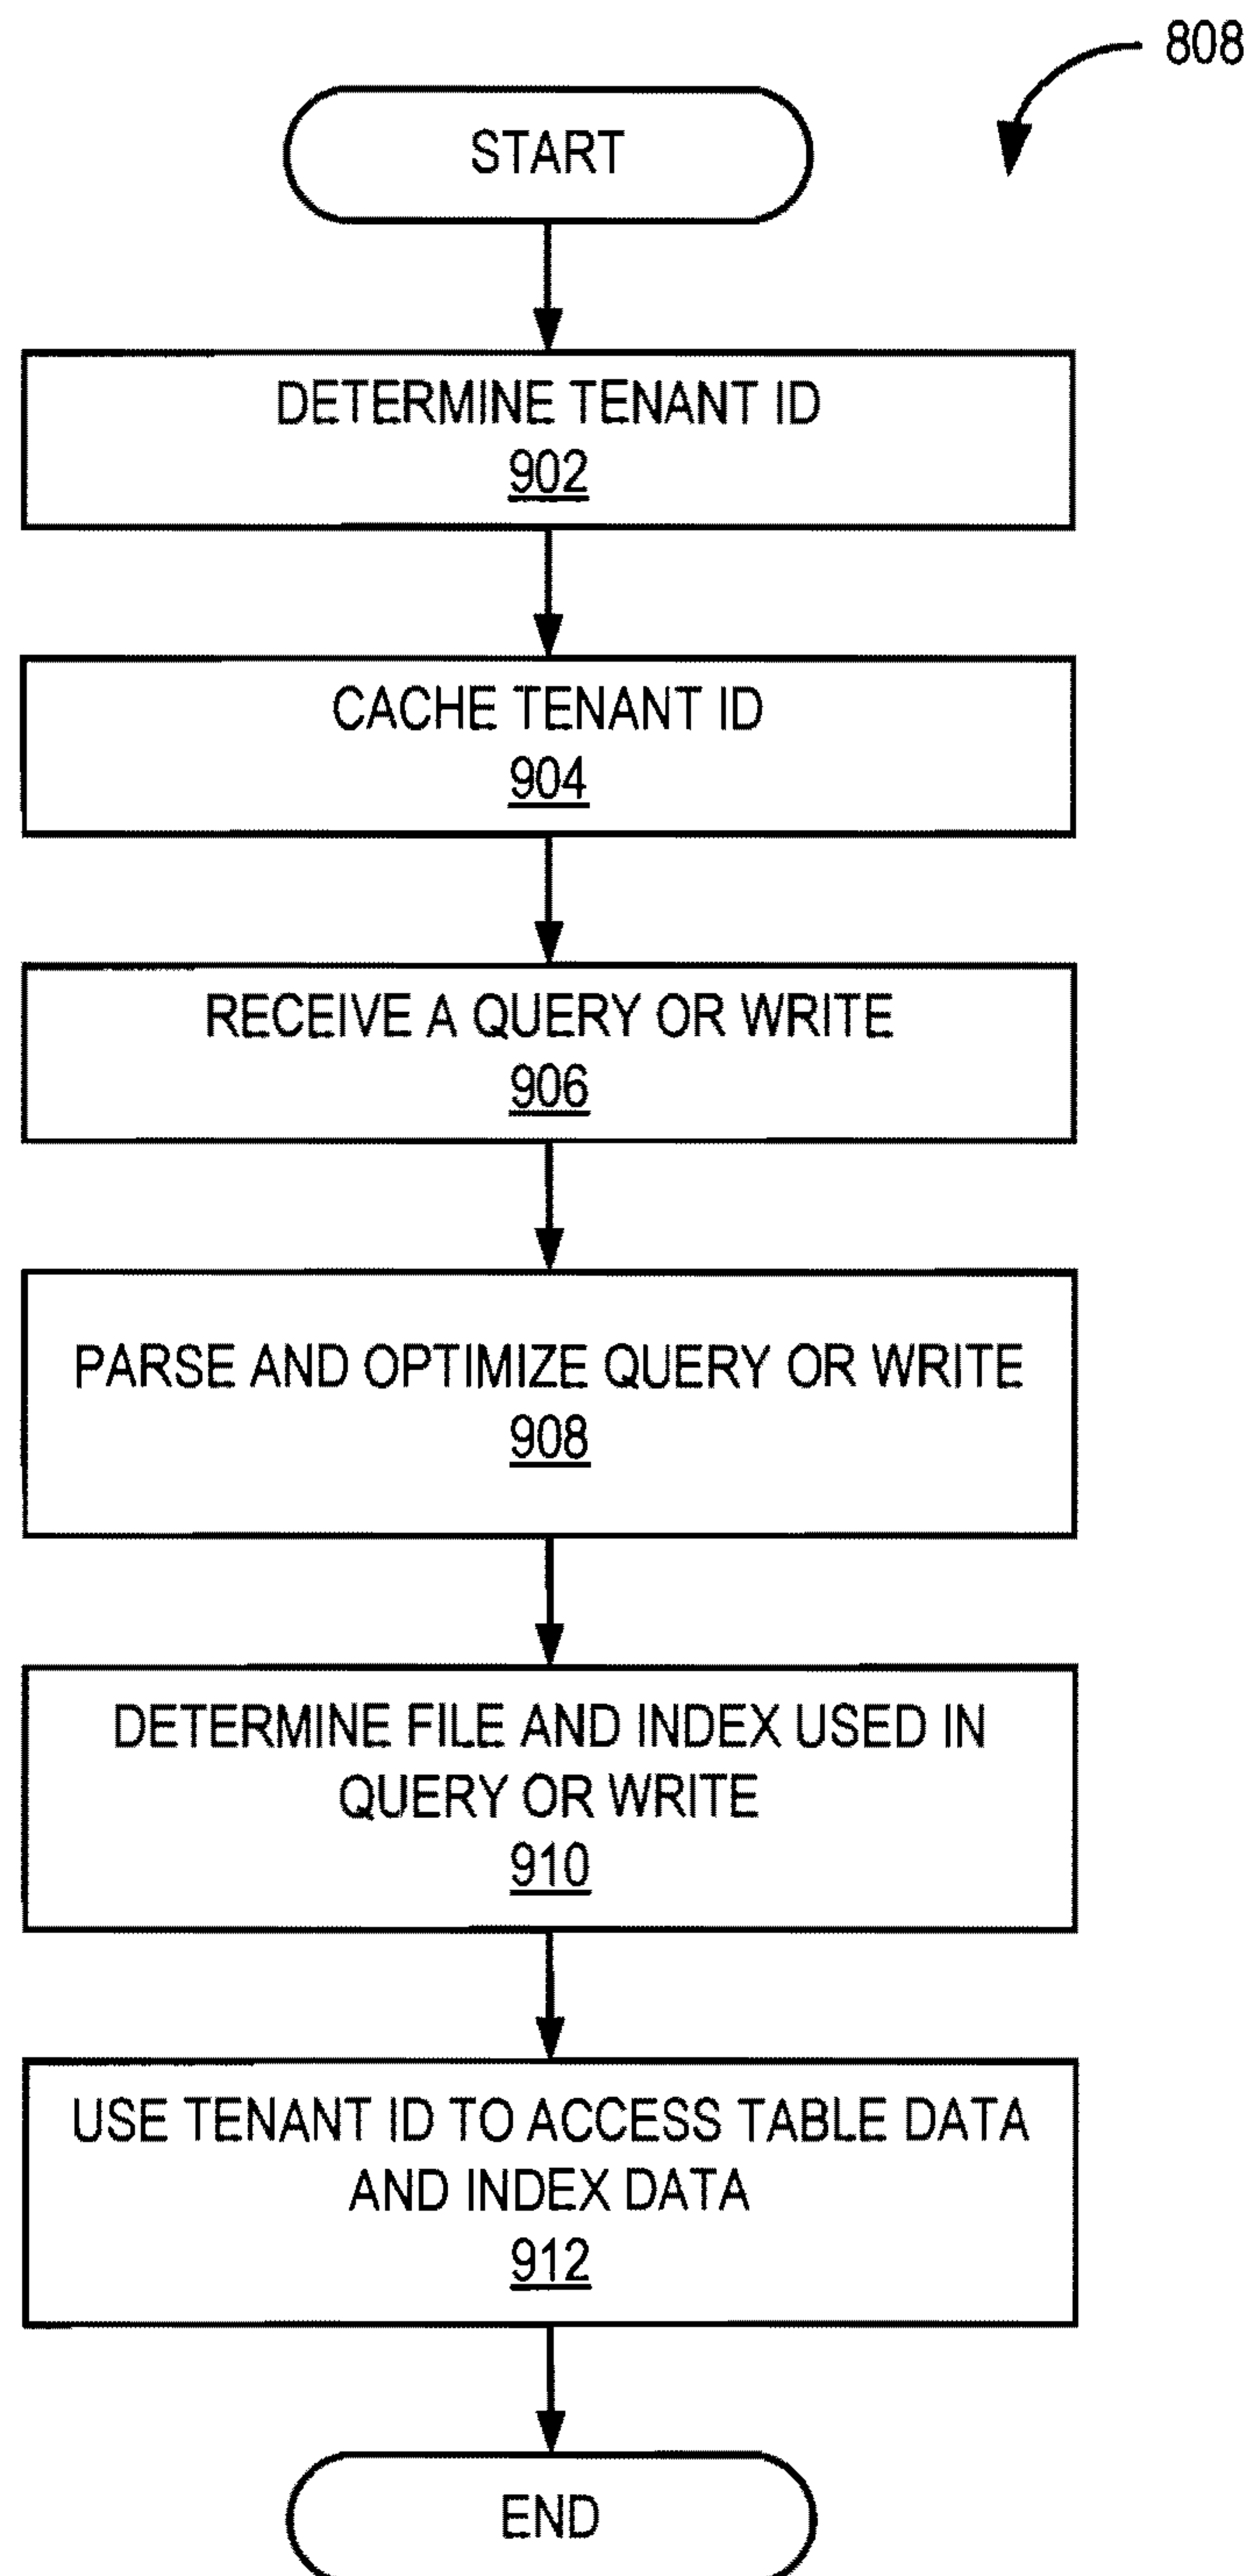 808
START
DETERMINE TENANT ID
902
CACHE TENANT ID
904
RECEIVE A QUERY OR WRITE
906
PARSE AND OPTIMIZE QUERY OR WRITE
908
DETERMINE FILE AND INDEX USED IN
QUERY OR WRITE
910
USE TENANT ID TO ACCESS TABLE DATA
AND INDEX DATA
912
END